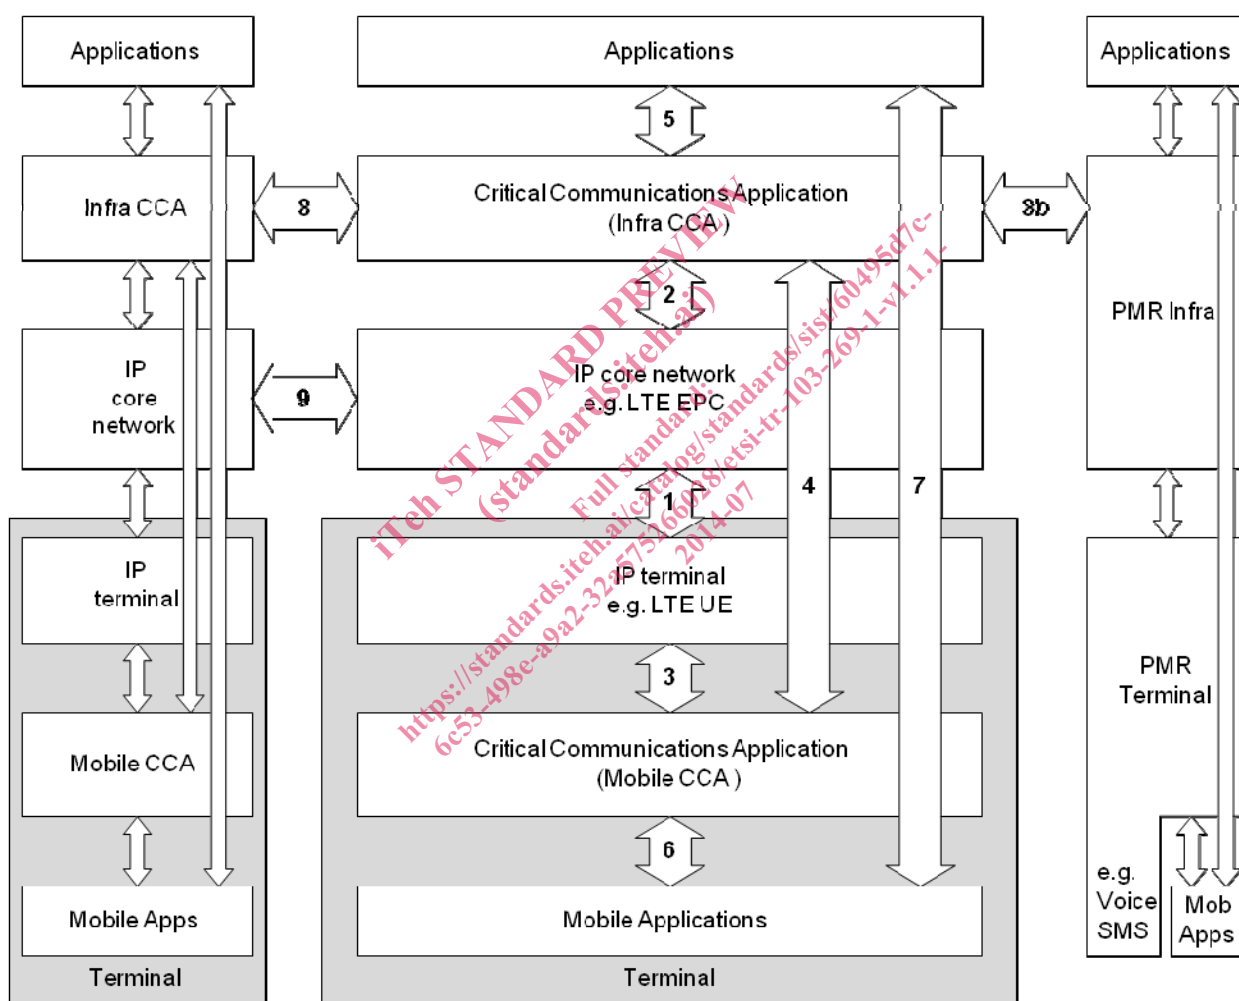 Applications
Applications
Applications
5
Infra CCA
8
Critical Communications Application
(Infra CCA )
8b
PMR Infra
2
IP
core
network
9
IP core network
e.g. LTE EPC
1
4
7
IP
terminal
IP terminal
e.g. LTE UE
3
PMR
Terminal
Mobile CCA
Critical Communications Application
(Mobile CCA )
6
e.g.
Voice
SMS
Mob
Apps
Mobile Apps
Mobile Applications
Terminal
Terminal
iTeh STANDARD PREVIEW
(standards.iteh.ai)
Full standard:
https://standards.iteh.ai/catalog/standards/sist/60495d7c-
6c53-498e-a9a2-32a575266028/etsi-tr-103-269-1-v1.1.1-
2014-07